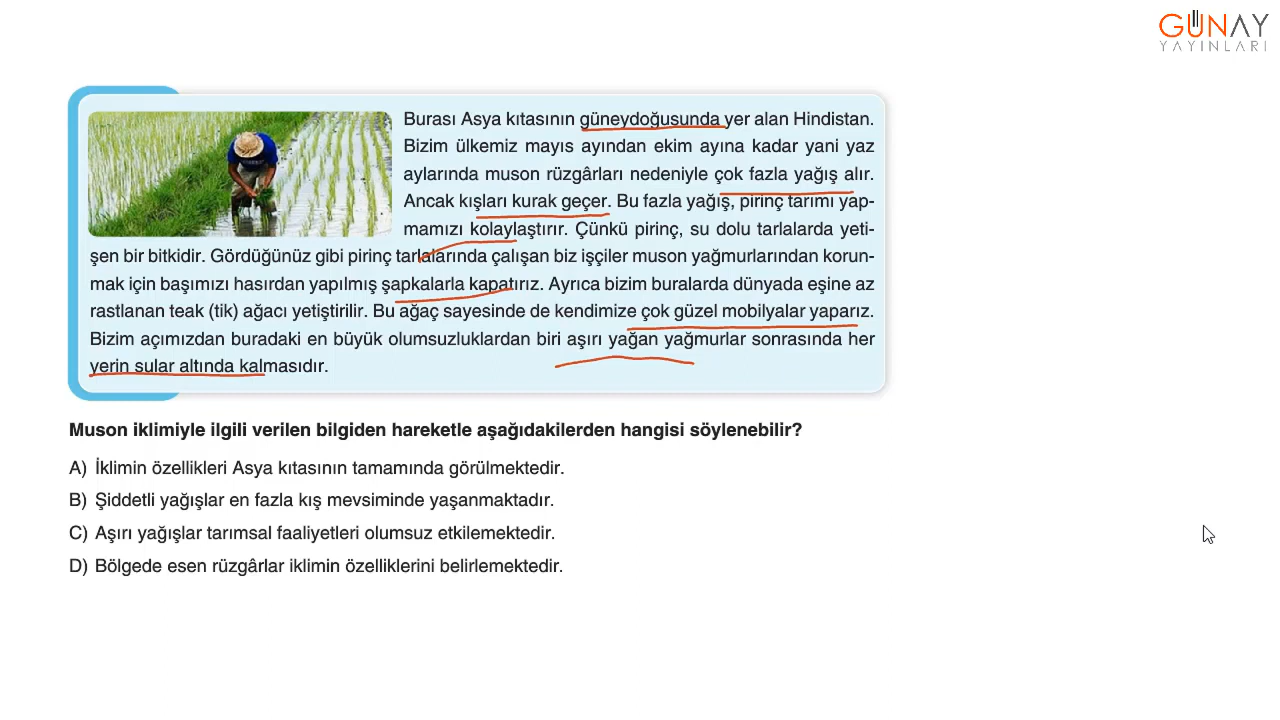 GÜNAY
YAYINLARI
Burası Asya kıtasının güneydoğusunda yer alan Hindistan.
Bizim ülkemiz mayıs ayından ekim ayına kadar yani yaz
aylarında muson rüzgârları nedeniyle çok fazla yağış alır.
Ancak kışları kurak geçer. Bu fazla yağış, pirinç tarımı yap-
mamızı kolaylaştırır. Çünkü pirinç, su dolu tarlalarda yeti-
şen bir bitkidir. Gördüğünüz gibi pirinç tarlalarında çalışan biz işçiler muson yağmurlarından korun-
mak için başımızı hasırdan yapılmış şapkalarla kapatırız. Ayrıca bizim buralarda dünyada eşine az
rastlanan teak (tik) ağacı yetiştirilir. Bu ağaç sayesinde de kendimize çok güzel mobilyalar yaparız.
Bizim açımızdan buradaki en büyük olumsuzluklardan biri aşırı yağan yağmurlar sonrasında her
yerin sular altında kalmasıdır.
Muson iklimiyle ilgili verilen bilgiden hareketle aşağıdakilerden hangisi söylenebilir?
A) İklimin özellikleri Asya kıtasının tamamında görülmektedir.
B) Şiddetli yağışlar en fazla kış mevsiminde yaşanmaktadır.
C) Aşırı yağışlar tarımsal faaliyetleri olumsuz etkilemektedir.
D) Bölgede esen rüzgârlar iklimin özelliklerini belirlemektedir.